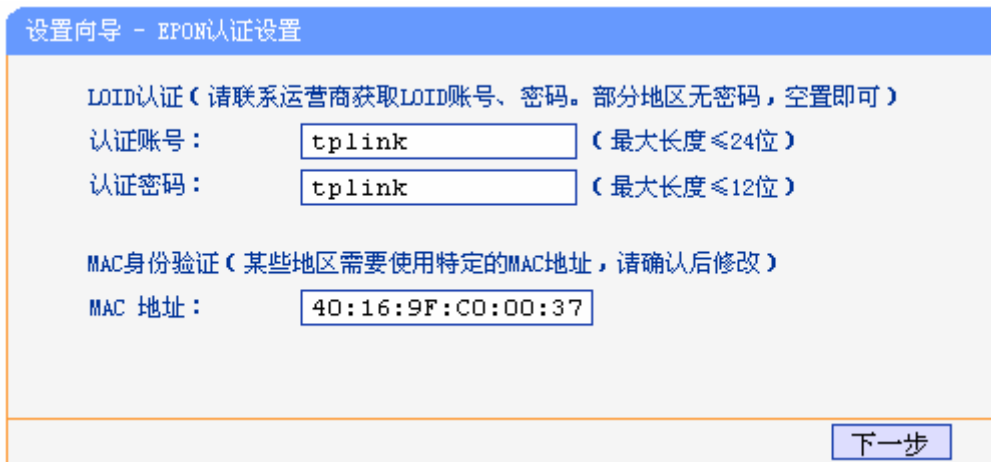 设置向导 - EPON认证设置
LOID认证(请联系运营商获取LOID账号、密码。部分地区无密码,空置即可)
认证账号: tplink (最大长度≤24位)
认证密码: tplink (最大长度≤12位)
MAC身份验证(某些地区需要使用特定的MAC地址,请确认后修改)
MAC 地址: 40:16:9F:C0:00:37
下一步